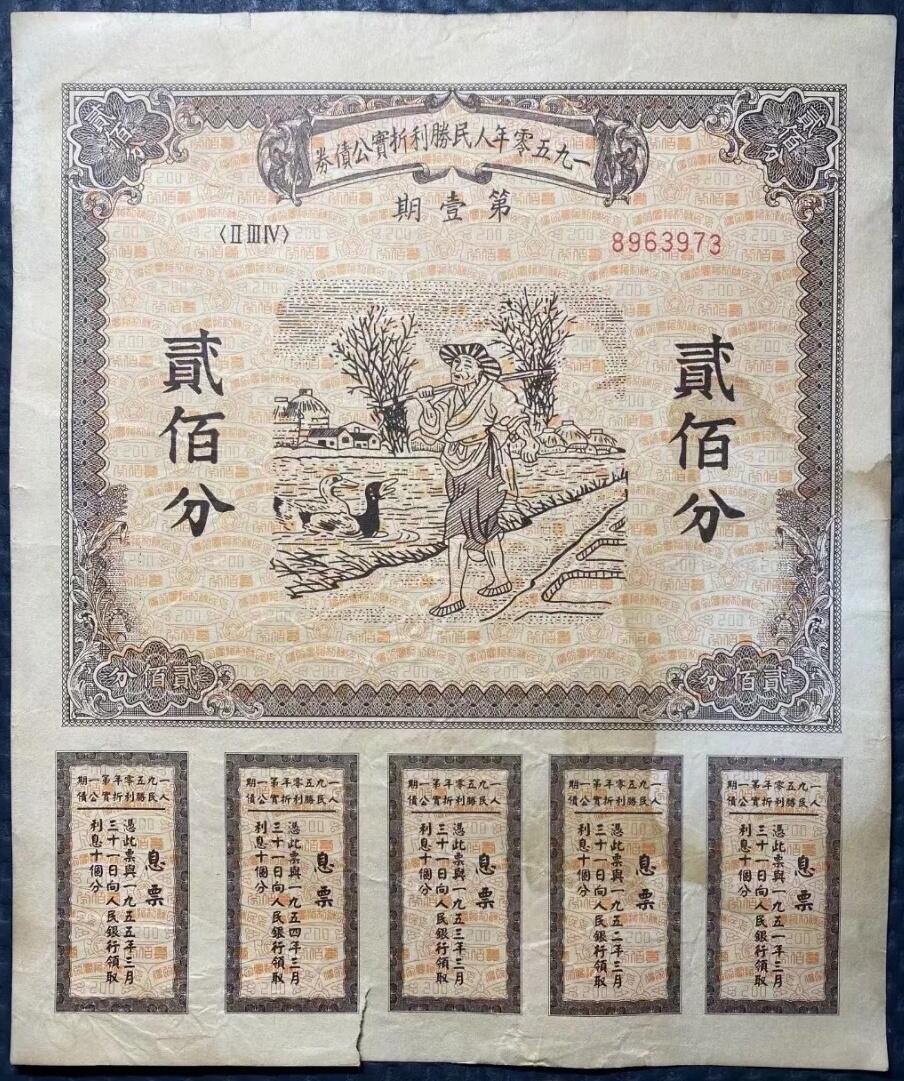 貳佰分
一九五零年人民勝利折實公債券
貳佰分
第壹期
〈ⅡⅢⅣ〉
8963973
貳佰分
貳佰分
貳佰分
貳佰分
一九五零年第一期
人民勝利折實公債
息票
憑此票與一九五一年三月
三十一日向人民銀行領取
利息十個分
一九五零年第一期
人民勝利折實公債
息票
憑此票與一九五二年三月
三十一日向人民銀行領取
利息十個分
一九五零年第一期
人民勝利折實公債
息票
憑此票與一九五三年三月
三十一日向人民銀行領取
利息十個分
一九五零年第一期
人民勝利折實公債
息票
憑此票與一九五四年三月
三十一日向人民銀行領取
利息十個分
一九五零年第一期
人民勝利折實公債
息票
憑此票與一九五五年三月
三十一日向人民銀行領取
利息十個分